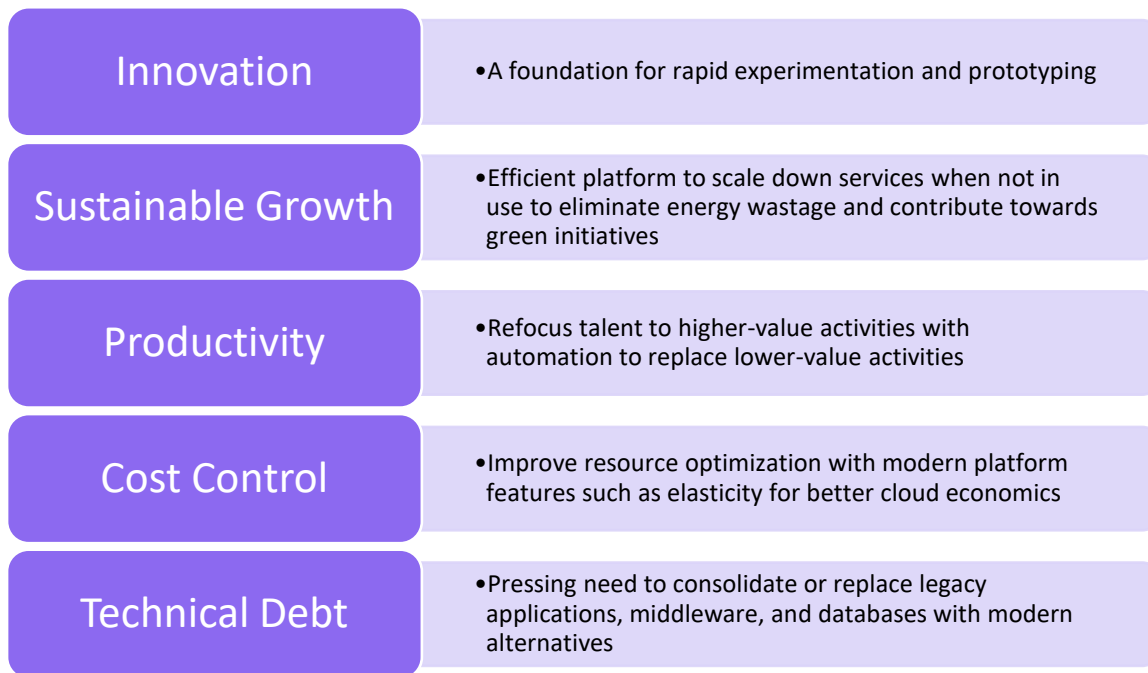 Innovation
•A foundation for rapid experimentation and prototyping
Sustainable Growth
•Efficient platform to scale down services when not in
use to eliminate energy wastage and contribute towards
green initiatives
Productivity
•Refocus talent to higher-value activities with
automation to replace lower-value activities
Cost Control
•Improve resource optimization with modern platform
features such as elasticity for better cloud economics
Technical Debt
•Pressing need to consolidate or replace legacy
applications, middleware, and databases with modern
alternatives